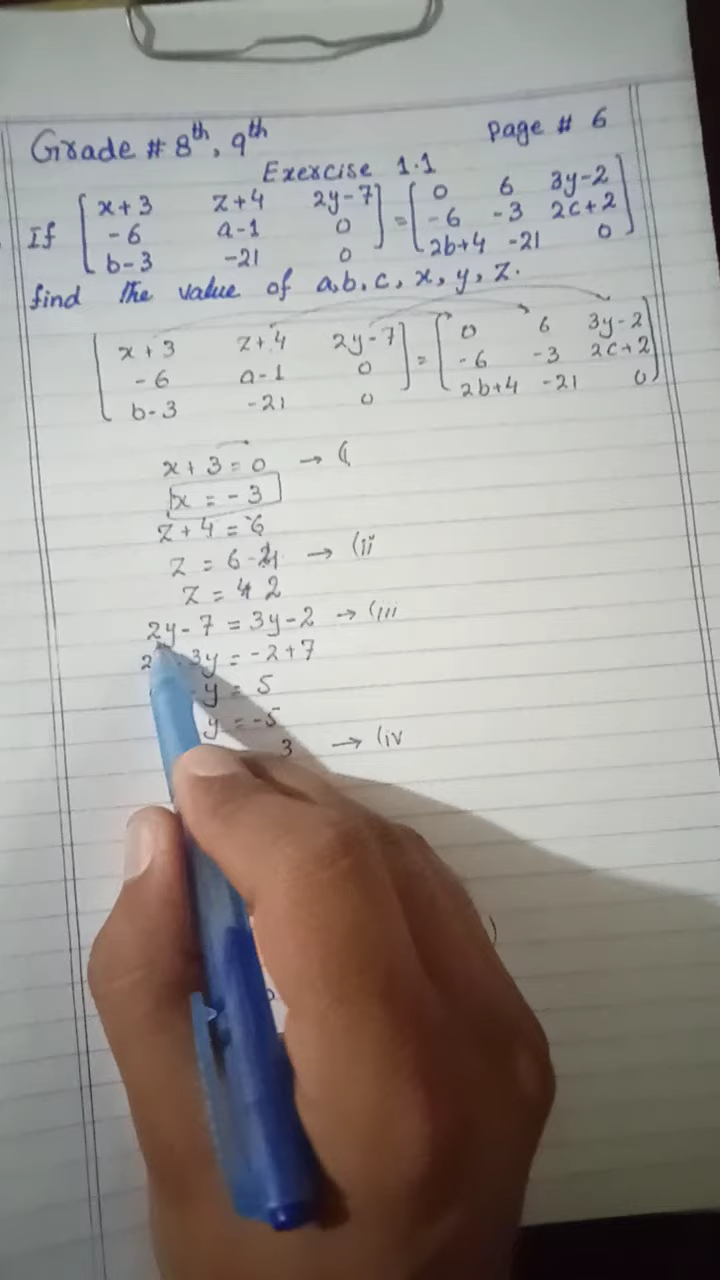 Grade # 8th, 9th page # 6
Exercise 1.1
If [ x+3 z+4 2y-7 ] = [ 0 6 3y-2 ]
-6 a-1 0 -6 -3 2c+2
b-3 -21 0 2b+4 -21 0
find the value of a, b, c, x, y, z.
[ x+3 z+4 2y-7 ] = [ 0 6 3y-2 ]
-6 a-1 0 -6 -3 2c+2
b-3 -21 0 2b+4 -21 0
x+3=0 → (i
x = -3
z+4 = 6
z = 6-4 → (ii
z = 2
2y-7 = 3y-2 → (iii
2 3y = -2+7
y = 5
y = -5
3 → (iv